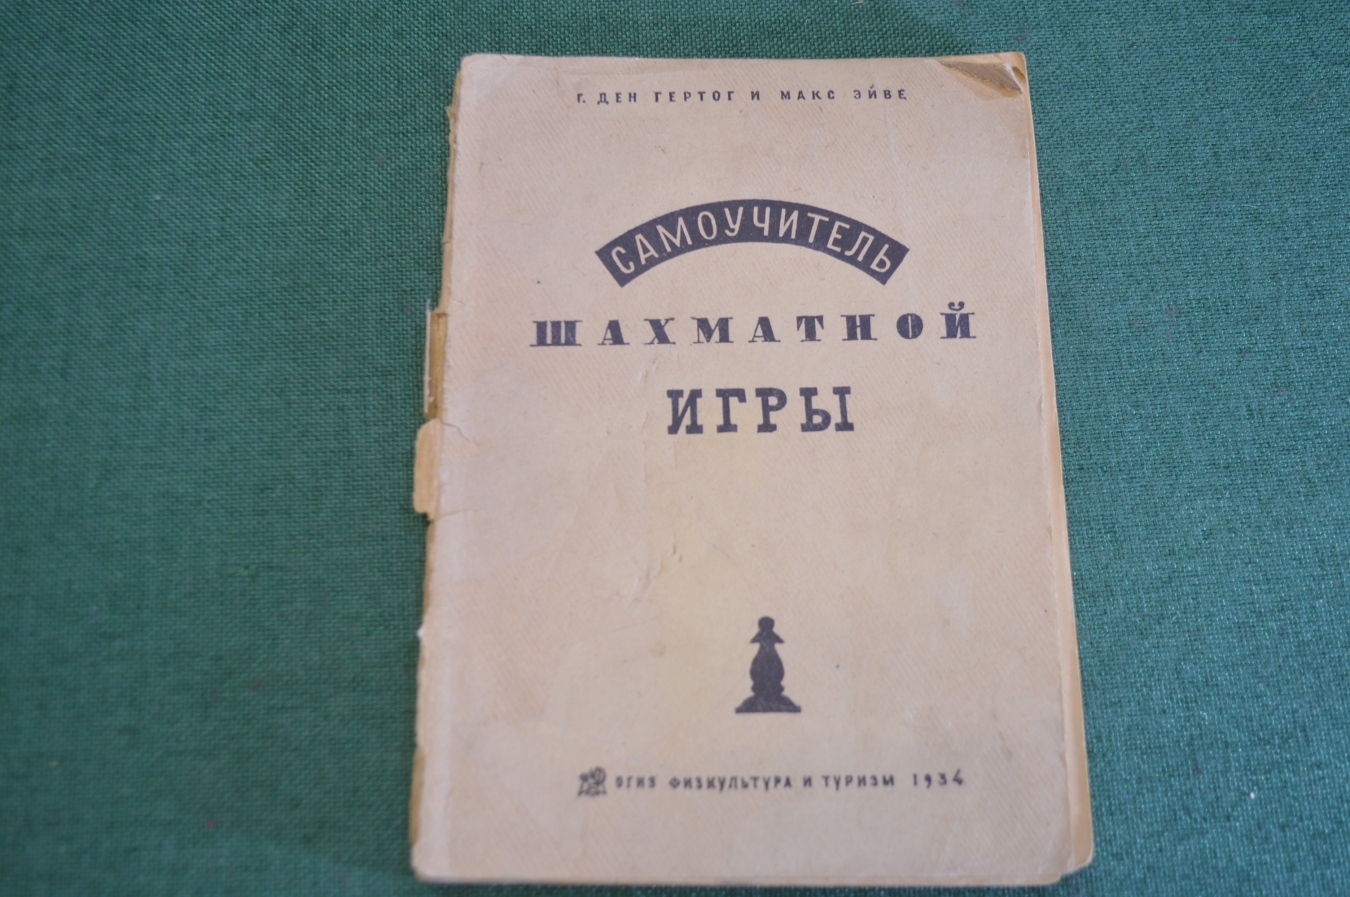 Г. ДЕН ГЕРТОГ И МАКС ЭЙВЕ
САМОУЧИТЕЛЬ
ШАХМАТНОЙ
ИГРЫ
ОГИЗ ФИЗКУЛЬТУРА И ТУРИЗМ 1934